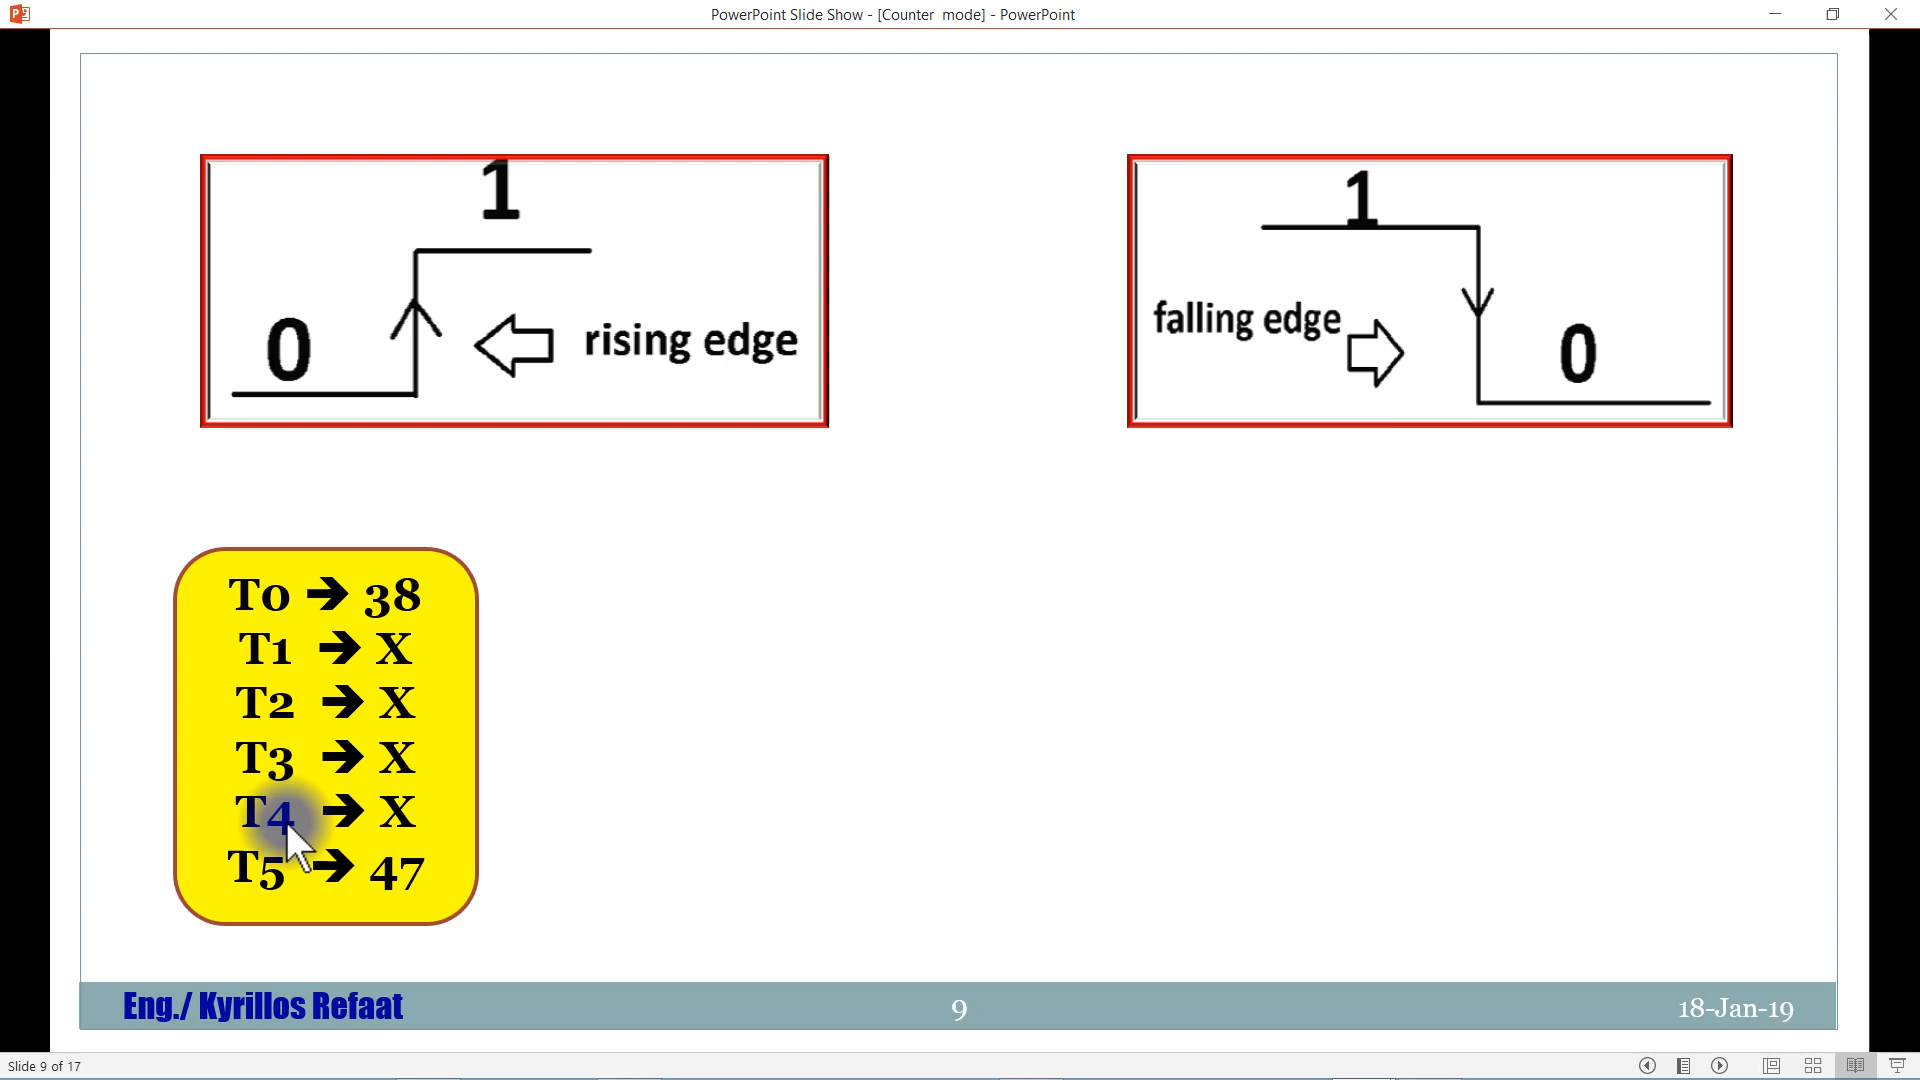 PowerPoint Slide Show - [Counter  mode] - PowerPoint
1
0
rising edge
1
falling edge
0
T0 ➔ 38
T1 ➔ X
T2 ➔ X
T3 ➔ X
T4 ➔ X
T5 ➔ 47
Eng./ Kyrillos Refaat
9
18-Jan-19
Slide 9 of 17